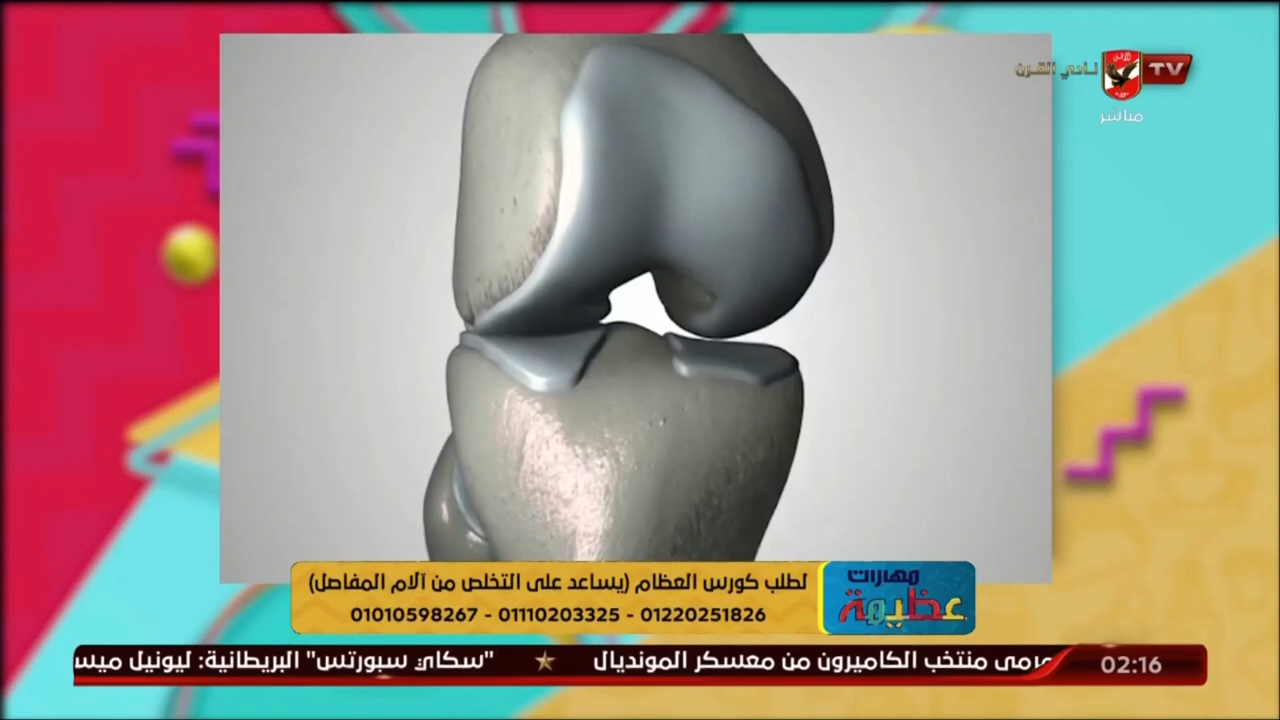 نادي القرن
TV
مباشر
لطلب كورس العظام (يساعد على التخلص من آلام المفاصل)
01010598267 - 01110203325 - 01220251826
مهارات
عظيمة
مرمى منتخب الكاميرون من معسكر المونديال ★ "سكاي سبورتس" البريطانية: ليونيل
02:16